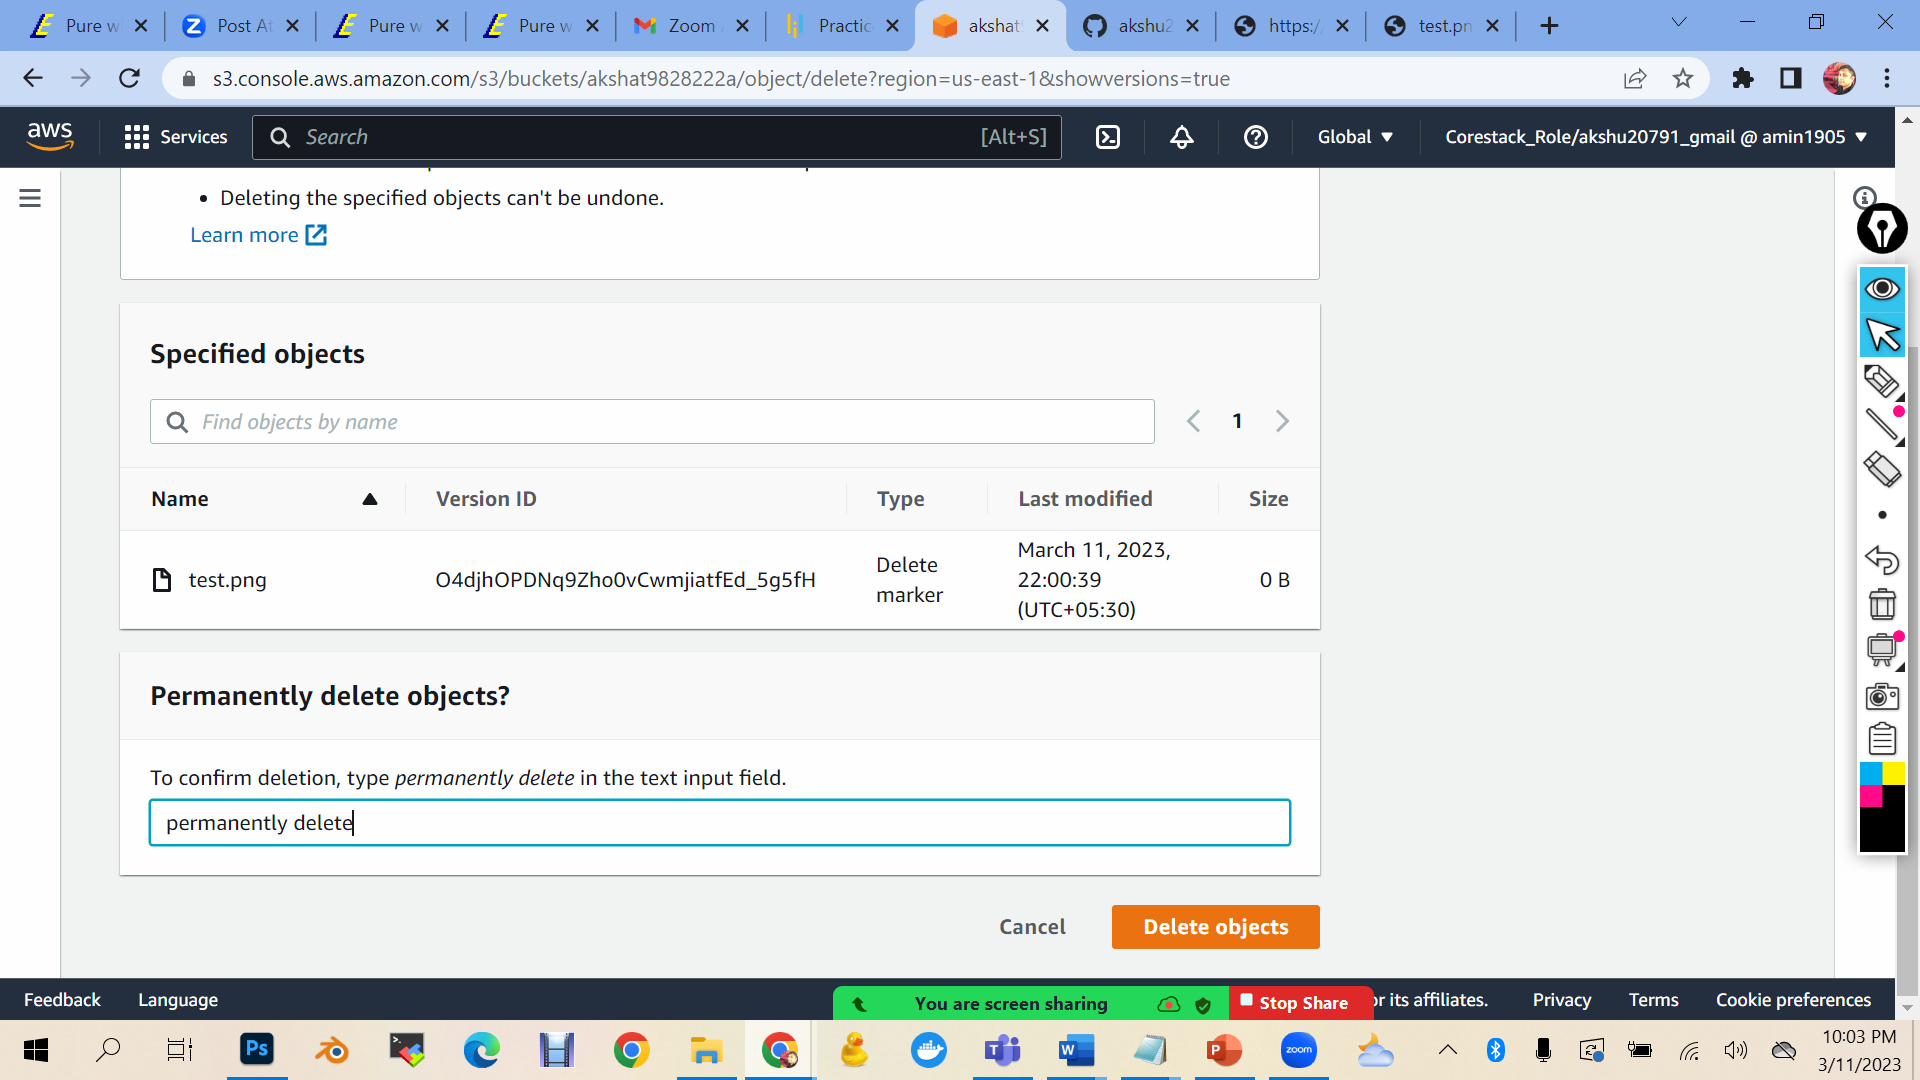 Pure w
Post At
Pure w
Pure w
Zoom
Practic
akshat
akshu2
https:/
test.pn
s3.console.aws.amazon.com/s3/buckets/akshat9828222a/object/delete?region=us-east-1&showversions=true
aws
Services
Search
[Alt+S]
Global
Corestack_Role/akshu20791_gmail @ amin1905
• Deleting the specified objects can't be undone.
Learn more
Specified objects
Find objects by name
1
Name
Version ID
Type
Last modified
Size
test.png
O4djhOPDNq9Zho0vCwmjiatfEd_5g5fH
Delete
marker
March 11, 2023,
22:00:39
(UTC+05:30)
0 B
Permanently delete objects?
To confirm deletion, type permanently delete in the text input field.
permanently delete
Cancel
Delete objects
Feedback
Language
You are screen sharing
Stop Share
or its affiliates.
Privacy
Terms
Cookie preferences
Ps
zoom
10:03 PM
3/11/2023